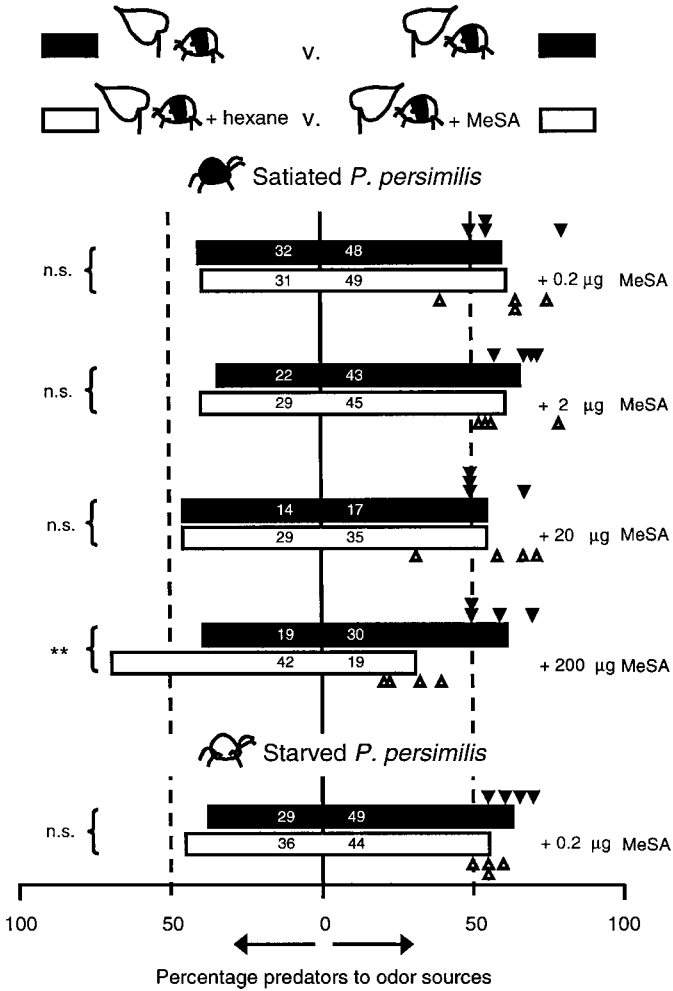 v.
+ hexane v. + MeSA
Satiated P. persimilis
32 48
n.s. { 31 49 + 0.2 µg MeSA
22 43
n.s. { 29 45 + 2 µg MeSA
14 17
n.s. { 29 35 + 20 µg MeSA
19 30
** { 42 19 + 200 µg MeSA
Starved P. persimilis
29 49
n.s. { 36 44 + 0.2 µg MeSA
100 50 0 50 100
Percentage predators to odor sources